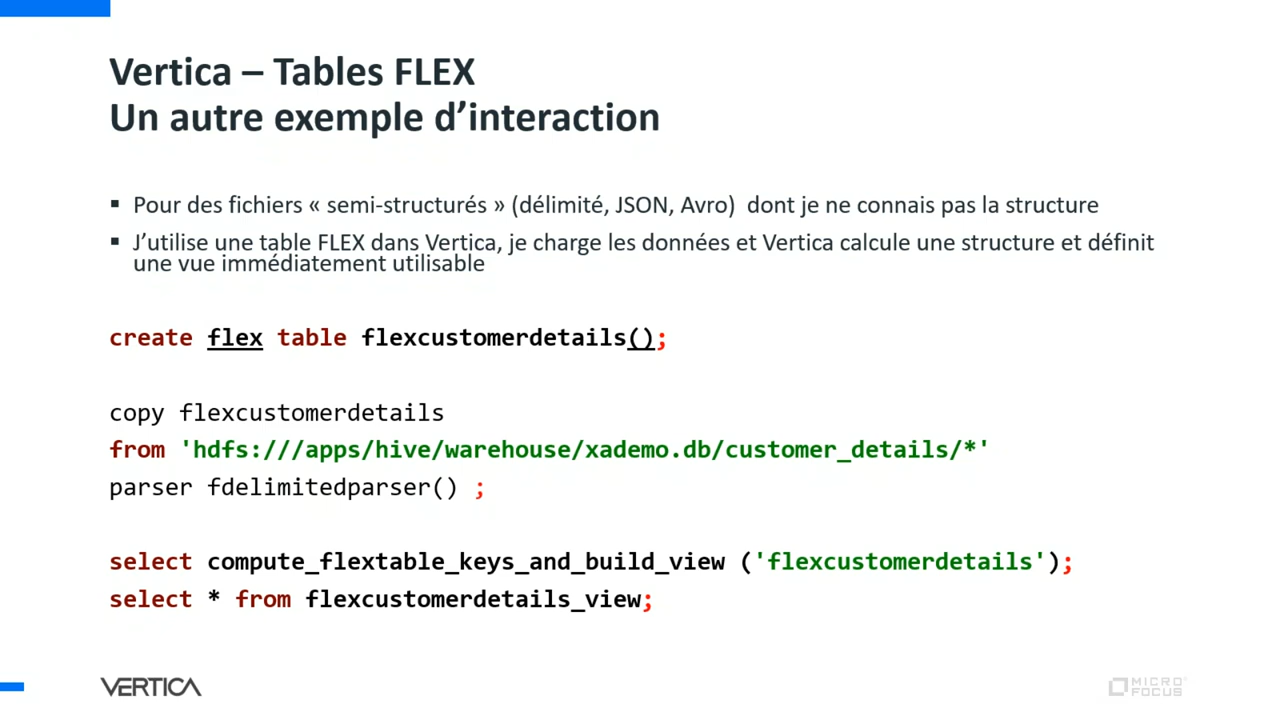 Vertica – Tables FLEX
Un autre exemple d’interaction
▪ Pour des fichiers « semi-structurés » (délimité, JSON, Avro) dont je ne connais pas la structure
▪ J’utilise une table FLEX dans Vertica, je charge les données et Vertica calcule une structure et définit
une vue immédiatement utilisable
create flex table flexcustomerdetails();
copy flexcustomerdetails
from 'hdfs:///apps/hive/warehouse/xademo.db/customer_details/*'
parser fdelimitedparser() ;
select compute_flextable_keys_and_build_view ('flexcustomerdetails');
select * from flexcustomerdetails_view;
VERTICA
MICRO
FOCUS